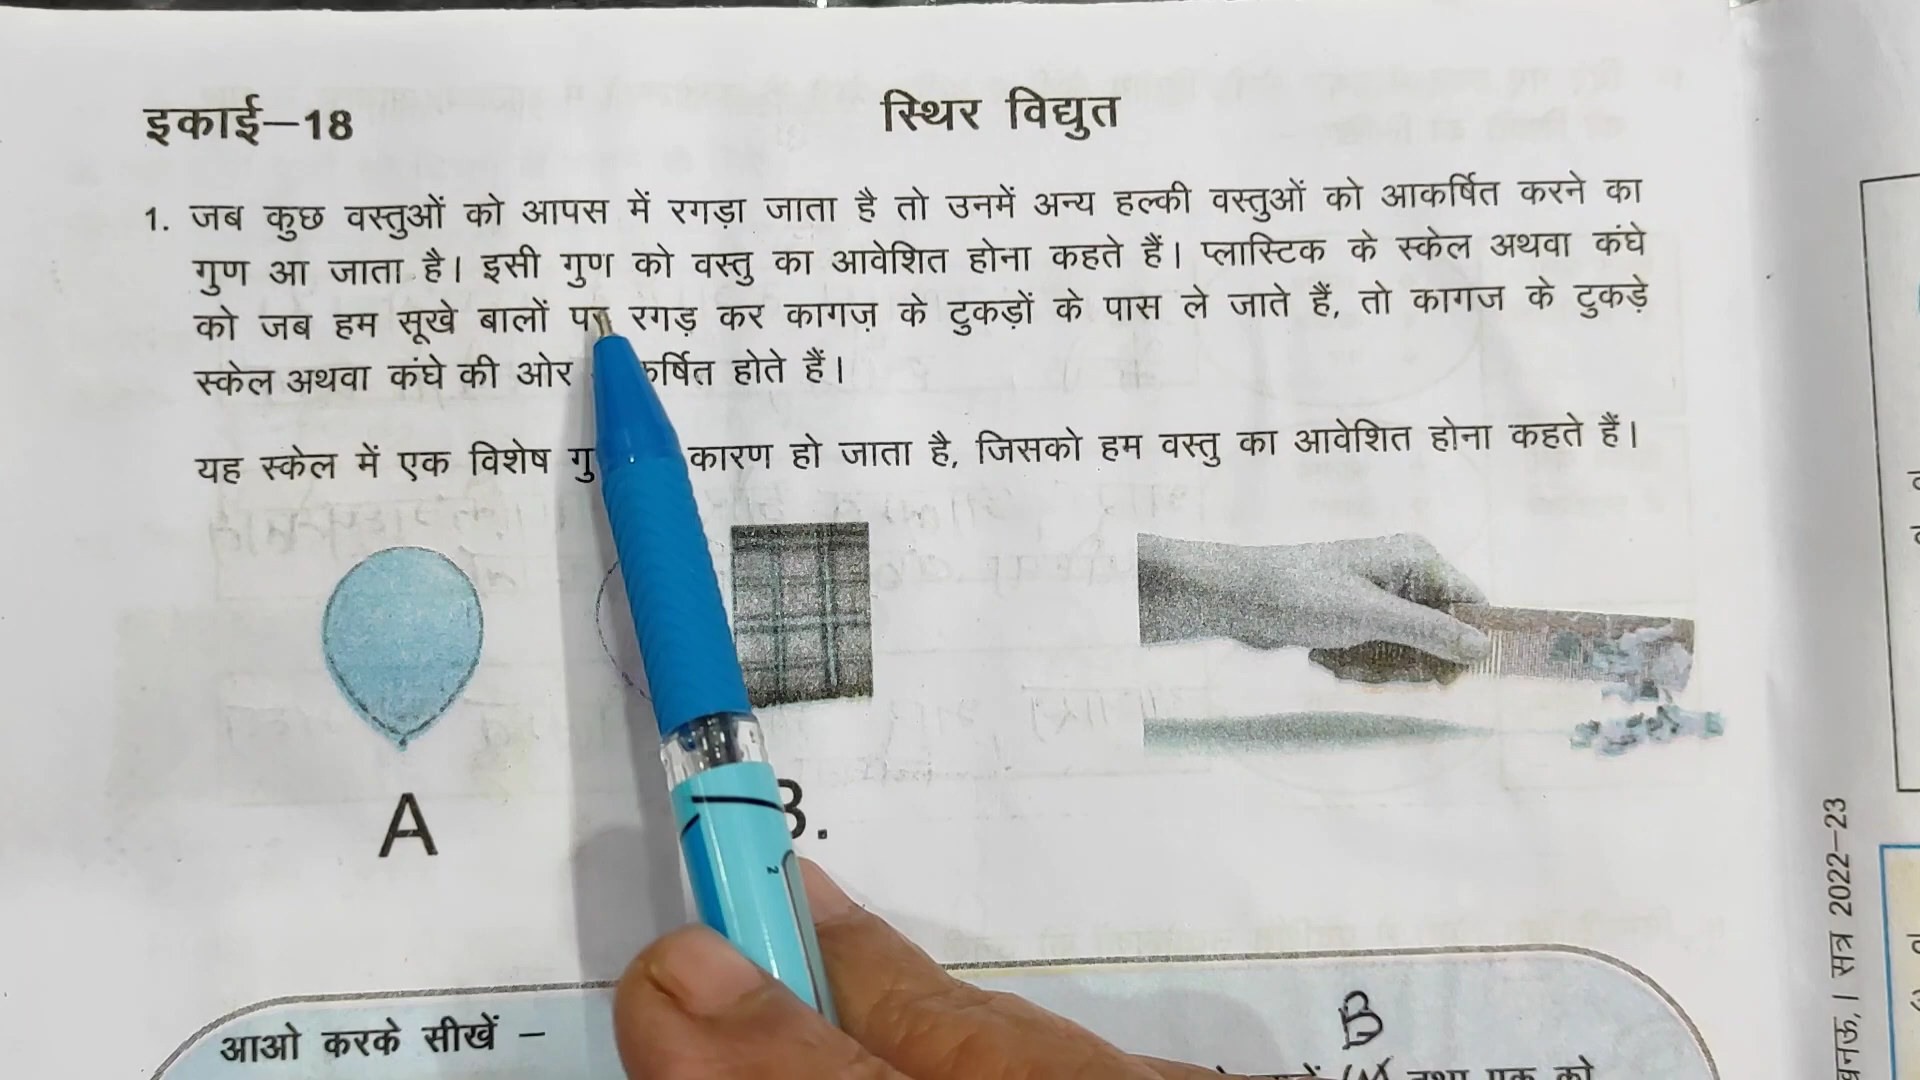 इकाई–18
स्थिर विद्युत
1. जब कुछ वस्तुओं को आपस में रगड़ा जाता है तो उनमें अन्य हल्की वस्तुओं को आकर्षित करने का
गुण आ जाता है। इसी गुण को वस्तु का आवेशित होना कहते हैं। प्लास्टिक के स्केल अथवा कंघे
को जब हम सूखे बालों पर रगड़ कर कागज़ के टुकड़ों के पास ले जाते हैं, तो कागज के टुकड़े
स्केल अथवा कंघे की ओर हैं।
यह स्केल में एक विशेष कारण हो जाता है, जिसको हम वस्तु का आवेशित होना कहते हैं।
A
B.
आओ करके सीखें –
B
तथा एक को
सत्र 2022–23